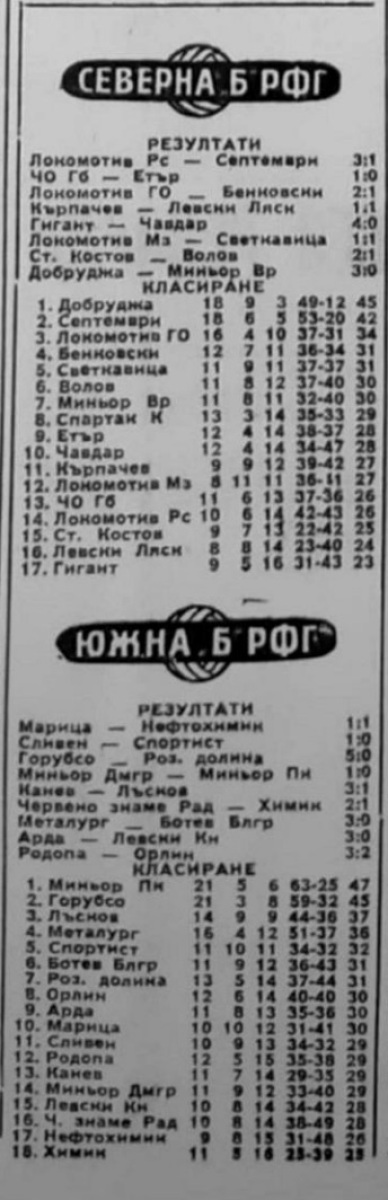 СЕВЕРНА Б РФГ
РЕЗУЛТАТИ
Локомотив Рс — Септември 3:1
ЧО Гб — Етър 1:0
Локомотив ГО — Бенковски 2:1
Кърпачев — Левски Ляск 1:1
Гигант — Чавдар 4:0
Локомотив Мз — Светкавица 1:1
Ст. Костов — Волов 2:1
Добруджа — Миньор Вр 3:0
КЛАСИРАНЕ
1. Добруджа 18 9 3 49-12 45
2. Септември 18 6 5 53-20 42
3. Локомотив ГО 16 4 10 37-31 34
4. Бенковски 12 7 11 36-34 31
5. Светкавица 11 9 11 37-37 31
6. Волов 11 8 12 37-40 30
7. Миньор Вр 11 8 11 32-40 30
8. Спартак К 13 3 14 35-33 29
9. Етър 12 4 14 38-37 28
10. Чавдар 12 4 14 34-47 28
11. Кърпачев 9 9 12 39-42 27
12. Локомотив Мз 8 11 11 27
13. ЧО Гб 11 6 13 37-36 26
14. Локомотив Рс 10 6 14 42-43 26
15. Ст. Костов 9 7 13 22-42 25
16. Левски Ляск 8 8 14 23-40 24
17. Гигант 9 5 16 31-43 23
ЮЖНА Б РФГ
РЕЗУЛТАТИ
Марица — Нефтохимик 1:1
Сливен — Спортист 1:0
Горубсо — Роз. долина 5:0
Миньор Дмгр — Миньор Пк 1:0
Канев — Лъсков 3:1
Червено знаме Рад — Химик 2:1
Металург — Ботев Блгр 3:0
Арда — Левски Кн 3:0
Родопа — Орлин 3:2
КЛАСИРАНЕ
1. Миньор Пк 21 5 6 63-25 47
2. Горубсо 21 3 8 59-32 45
3. Лъсков 14 9 9 44-36 37
4. Металург 16 4 12 51-37 36
5. Спортист 11 10 11 34-32 32
6. Ботев Блгр 11 9 12 36-43 31
7. Роз. долина 13 5 14 37-44 31
8. Орлин 12 6 14 40-40 30
9. Арда 11 8 13 35-36 30
10. Марица 10 10 12 31-41 30
11. Сливен 10 9 13 34-32 29
12. Родопа 12 5 15 35-38 29
13. Канев 11 7 14 29-35 29
14. Миньор Дмгр 11 9 12 33-40 29
15. Левски Кн 10 8 14 34-42 28
16. Ч. знаме Рад 10 8 14 38-49 28
17. Нефтохимик 9 8 15 31-48 26
18. Химик 11 5 16 25-39 25